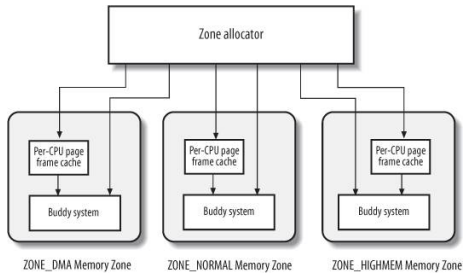 Zone allocator
Per-CPU page
frame cache
Per-CPU page
frame cache
Per-CPU page
frame cache
Buddy system
Buddy system
Buddy system
ZONE_DMA Memory Zone
ZONE_NORMAL Memory Zone
ZONE_HIGHMEM Memory Zone